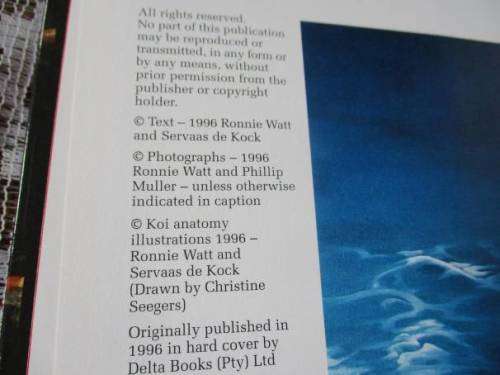 All rights reserved.
No part of this publication
may be reproduced or
transmitted, in any form or
by any means, without
prior permission from the
publisher or copyright
holder.
© Text – 1996 Ronnie Watt
and Servaas de Kock
© Photographs – 1996
Ronnie Watt and Phillip
Muller – unless otherwise
indicated in caption
© Koi anatomy
illustrations 1996 –
Ronnie Watt and
Servaas de Kock
(Drawn by Christine
Seegers)
Originally published in
1996 in hard cover by
Delta Books (Pty) Ltd